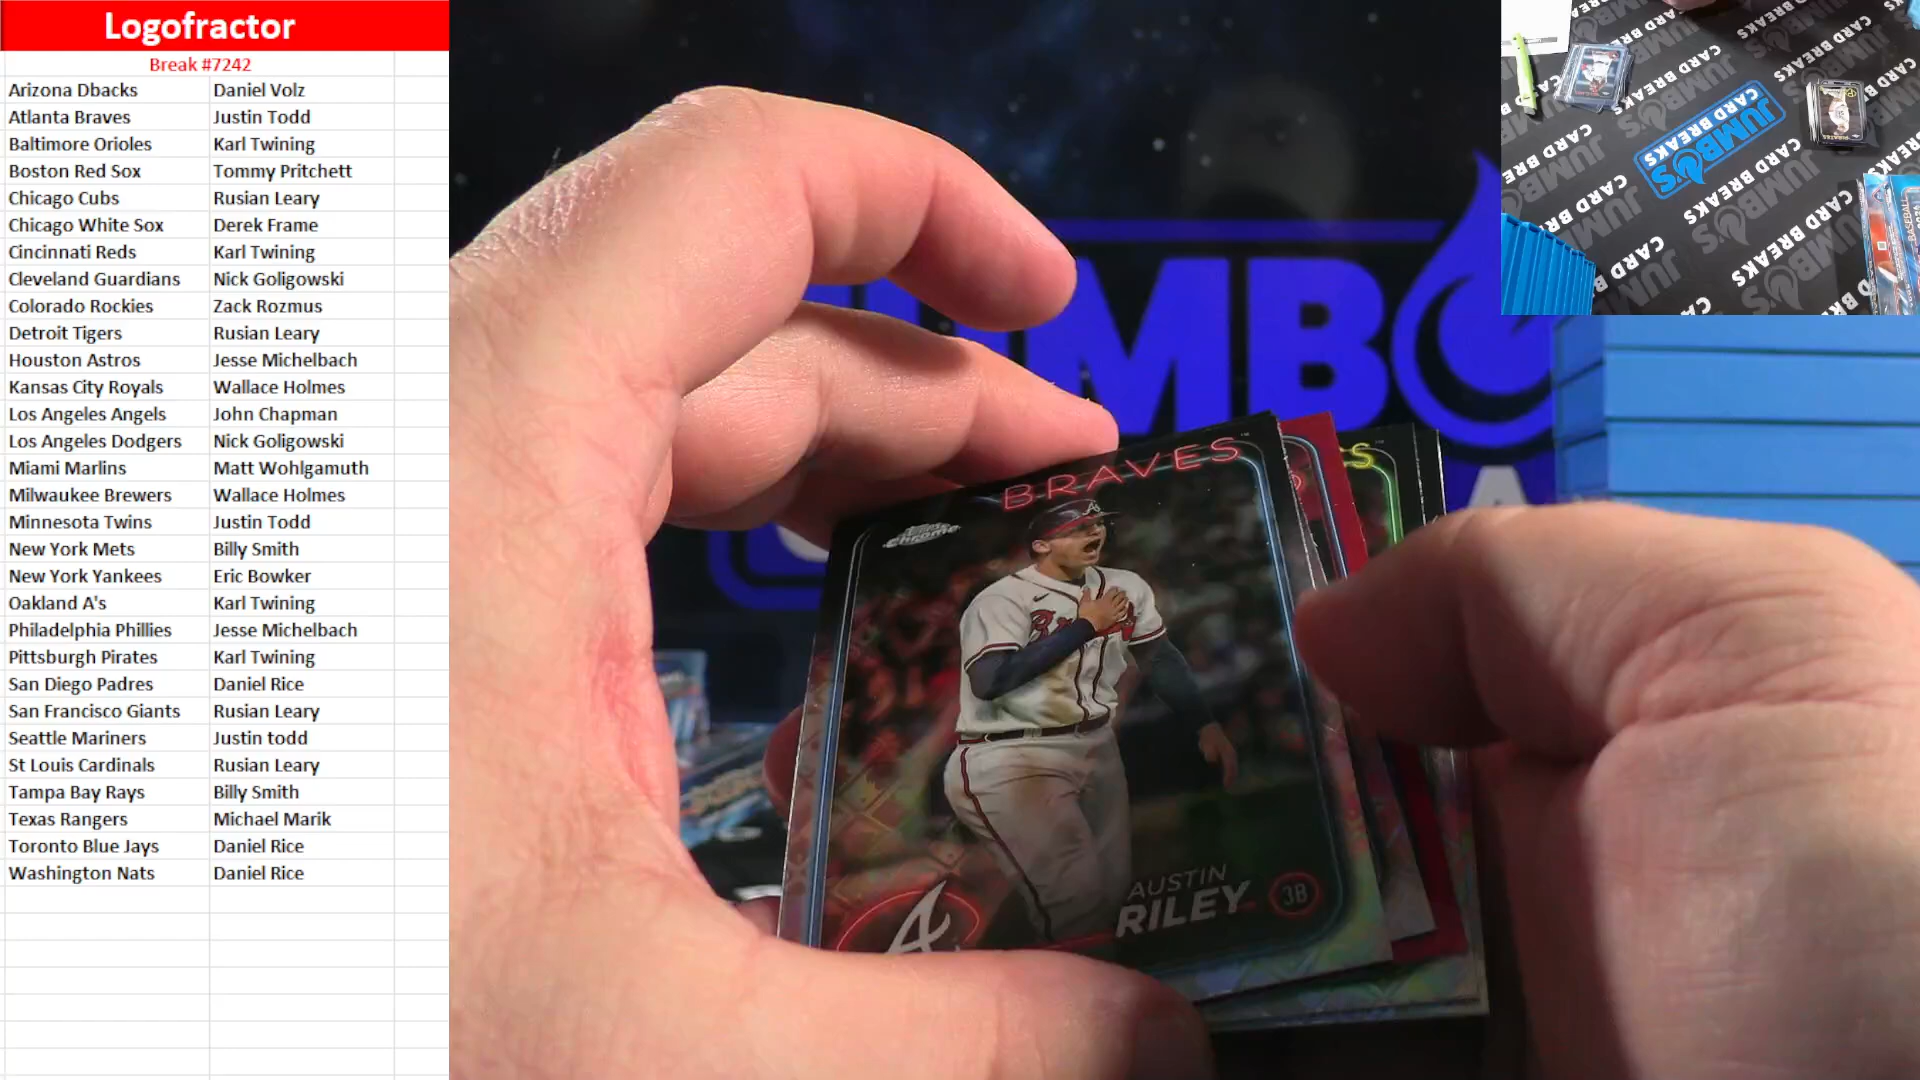 Logofractor
Break #7242
Arizona Dbacks Daniel Volz
Atlanta Braves Justin Todd
Baltimore Orioles Karl Twining
Boston Red Sox Tommy Pritchett
Chicago Cubs Rusian Leary
Chicago White Sox Derek Frame
Cincinnati Reds Karl Twining
Cleveland Guardians Nick Goligowski
Colorado Rockies Zack Rozmus
Detroit Tigers Rusian Leary
Houston Astros Jesse Michelbach
Kansas City Royals Wallace Holmes
Los Angeles Angels John Chapman
Los Angeles Dodgers Nick Goligowski
Miami Marlins Matt Wohlgamuth
Milwaukee Brewers Wallace Holmes
Minnesota Twins Justin Todd
New York Mets Billy Smith
New York Yankees Eric Bowker
Oakland A's Karl Twining
Philadelphia Phillies Jesse Michelbach
Pittsburgh Pirates Karl Twining
San Diego Padres Daniel Rice
San Francisco Giants Rusian Leary
Seattle Mariners Justin todd
St Louis Cardinals Rusian Leary
Tampa Bay Rays Billy Smith
Texas Rangers Michael Marik
Toronto Blue Jays Daniel Rice
Washington Nats Daniel Rice
BRAVES
Topps
Chrome
Braves
AUSTIN
RILEY 3B
A
JUMBO'S
CARD BREAKS
JUMBO'S
CARD BREAKS
BASEBALL